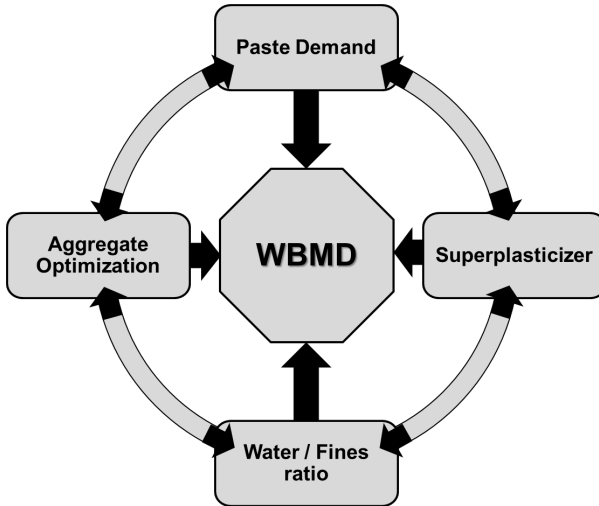 Paste Demand
Aggregate
Optimization
WBMD
Superplasticizer
Water / Fines
ratio